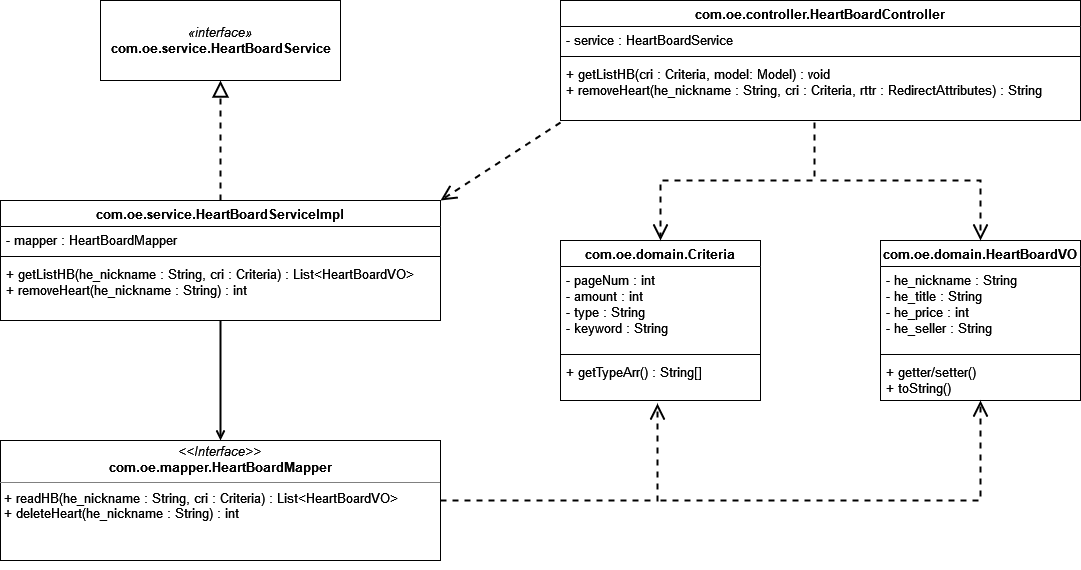 «interface»
com.oe.service.HeartBoardService
com.oe.controller.HeartBoardController
- service : HeartBoardService
+ getListHB(cri : Criteria, model: Model) : void
+ removeHeart(he_nickname : String, cri : Criteria, rttr : RedirectAttributes) : String
com.oe.service.HeartBoardServiceImpl
- mapper : HeartBoardMapper
+ getListHB(he_nickname : String, cri : Criteria) : List<HeartBoardVO>
+ removeHeart(he_nickname : String) : int
com.oe.domain.Criteria
- pageNum : int
- amount : int
- type : String
- keyword : String
+ getTypeArr() : String[]
com.oe.domain.HeartBoardVO
- he_nickname : String
- he_title : String
- he_price : int
- he_seller : String
+ getter/setter()
+ toString()
<<Interface>>
com.oe.mapper.HeartBoardMapper
+ readHB(he_nickname : String, cri : Criteria) : List<HeartBoardVO>
+ deleteHeart(he_nickname : String) : int